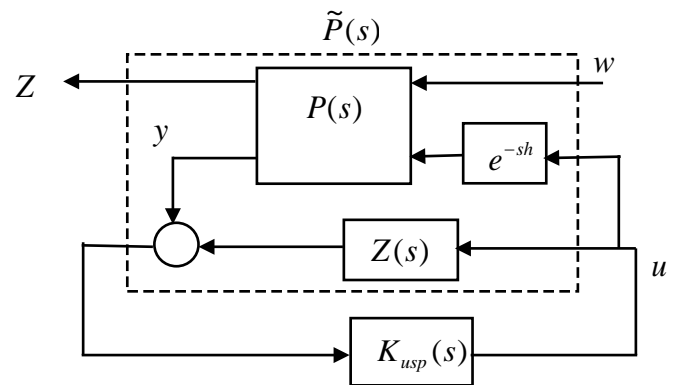 P̃(s)
Z
w
P(s)
y
e^{-sh}
Z(s)
u
K_{usp}(s)